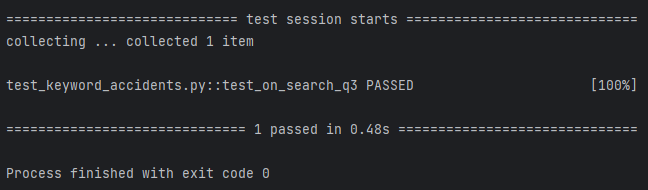 ============================= test session starts =============================
collecting ... collected 1 item
test_keyword_accidents.py::test_on_search_q3 PASSED [100%]
============================== 1 passed in 0.48s ==============================
Process finished with exit code 0